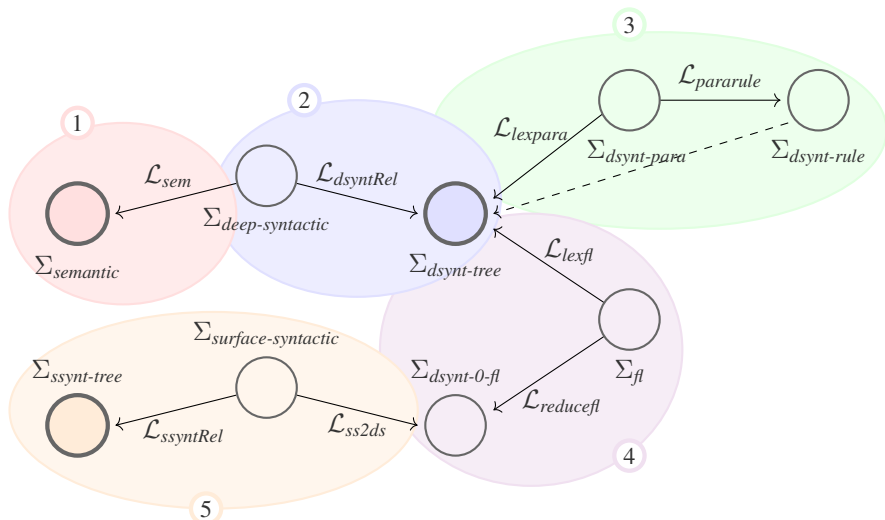 3
1
2
ℒpararule
ℒlexpara
Σdsynt-para
Σdsynt-rule
ℒsem
ℒdsyntRel
Σdeep-syntactic
Σsemantic
Σdsynt-tree
ℒlexfl
Σsurface-syntactic
Σssynt-tree
Σdsynt-0-fl
Σfl
ℒreducefl
ℒssyntRel
ℒss2ds
4
5